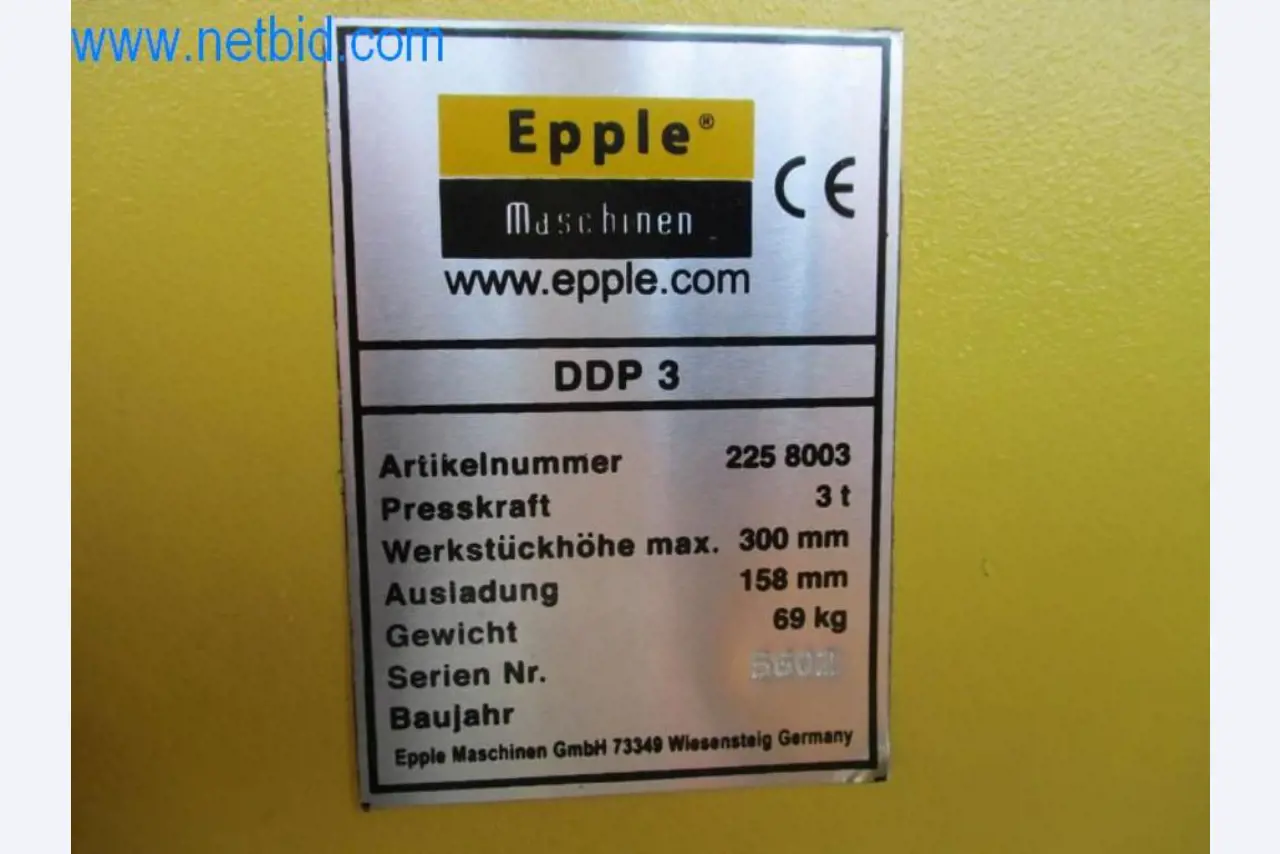 www.netbid.com
Epple®
Maschinen
CE
www.epple.com
DDP 3
Artikelnummer 225 8003
Presskraft 3 t
Werkstückhöhe max. 300 mm
Ausladung 158 mm
Gewicht 69 kg
Serien Nr.
Baujahr
Epple Maschinen GmbH 73349 Wiesensteig Germany